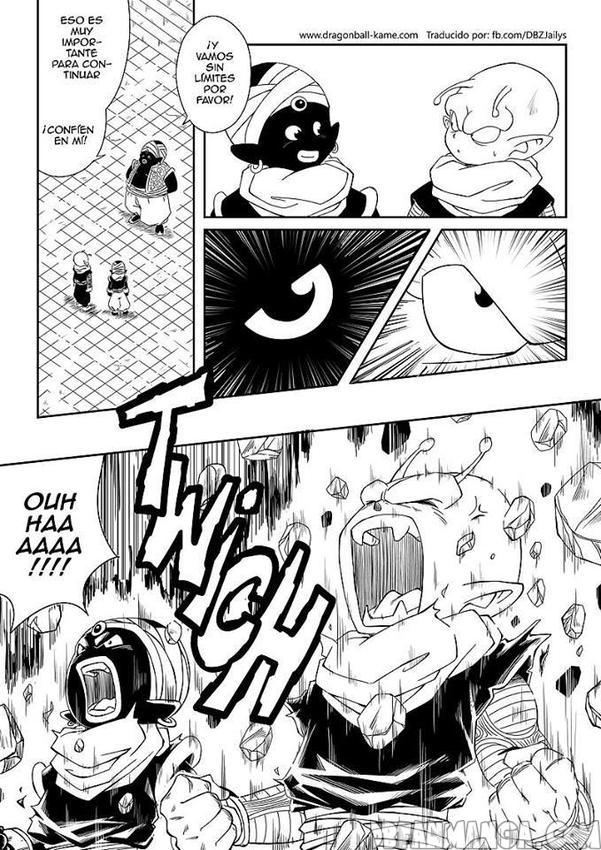 www.dragonball-kame.com Traducido por: fb.com/DBZJailys
ESO ES
MUY
IMPOR-
TANTE
PARA CON-
TINUAR
¡CONFÍEN
EN MÍ!
¡Y
VAMOS
SIN
LÍMITES
POR
FAVOR!
TWICH
OUH
HAA
AAAA
!!!!